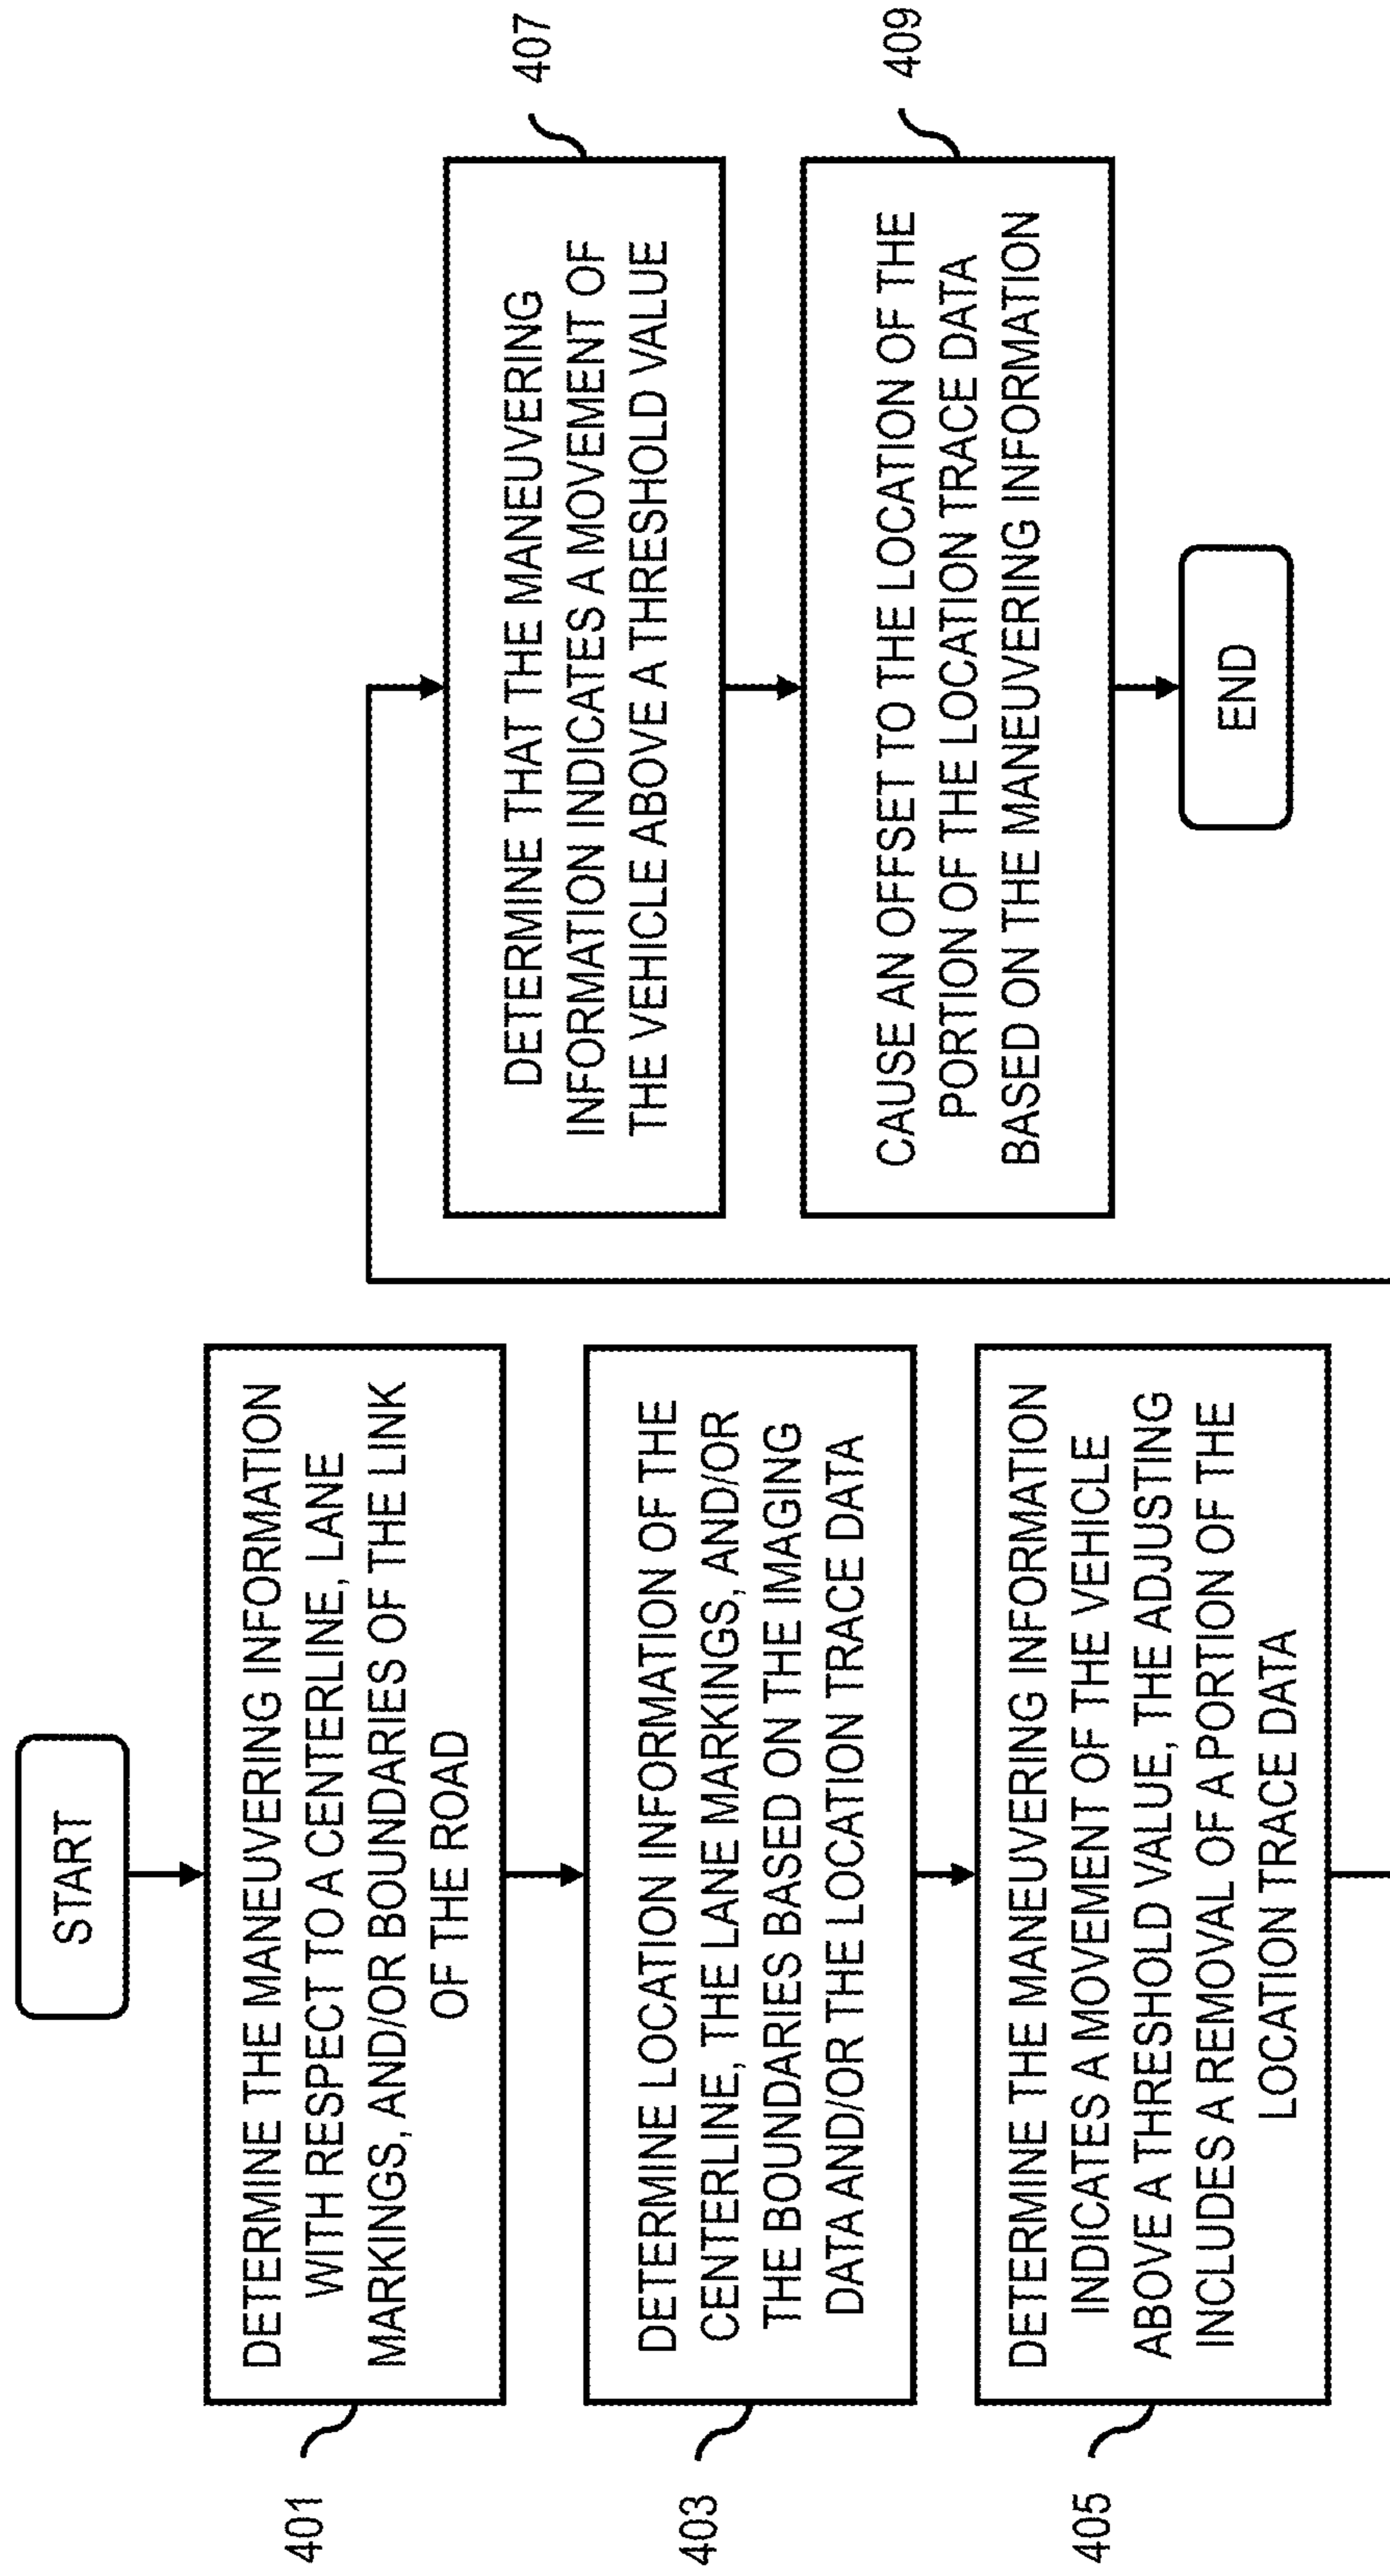 START
401
DETERMINE THE MANEUVERING INFORMATION
WITH RESPECT TO A CENTERLINE, LANE
MARKINGS, AND/OR BOUNDARIES OF THE LINK
OF THE ROAD
403
DETERMINE LOCATION INFORMATION OF THE
CENTERLINE, THE LANE MARKINGS, AND/OR
THE BOUNDARIES BASED ON THE IMAGING
DATA AND/OR THE LOCATION TRACE DATA
405
DETERMINE THE MANEUVERING INFORMATION
INDICATES A MOVEMENT OF THE VEHICLE
ABOVE A THRESHOLD VALUE, THE ADJUSTING
INCLUDES A REMOVAL OF A PORTION OF THE
LOCATION TRACE DATA
407
DETERMINE THAT THE MANEUVERING
INFORMATION INDICATES A MOVEMENT OF
THE VEHICLE ABOVE A THRESHOLD VALUE
409
CAUSE AN OFFSET TO THE LOCATION OF THE
PORTION OF THE LOCATION TRACE DATA
BASED ON THE MANEUVERING INFORMATION
END